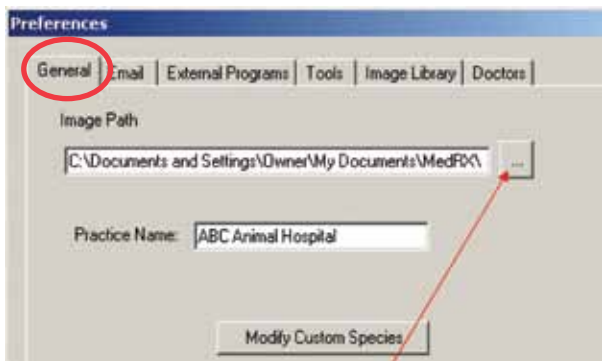 Preferences
General Email External Programs Tools Image Library Doctors
Image Path
C:\Documents and Settings\Owner\My Documents\MedRX\ ...
Practice Name: ABC Animal Hospital
Modify Custom Species